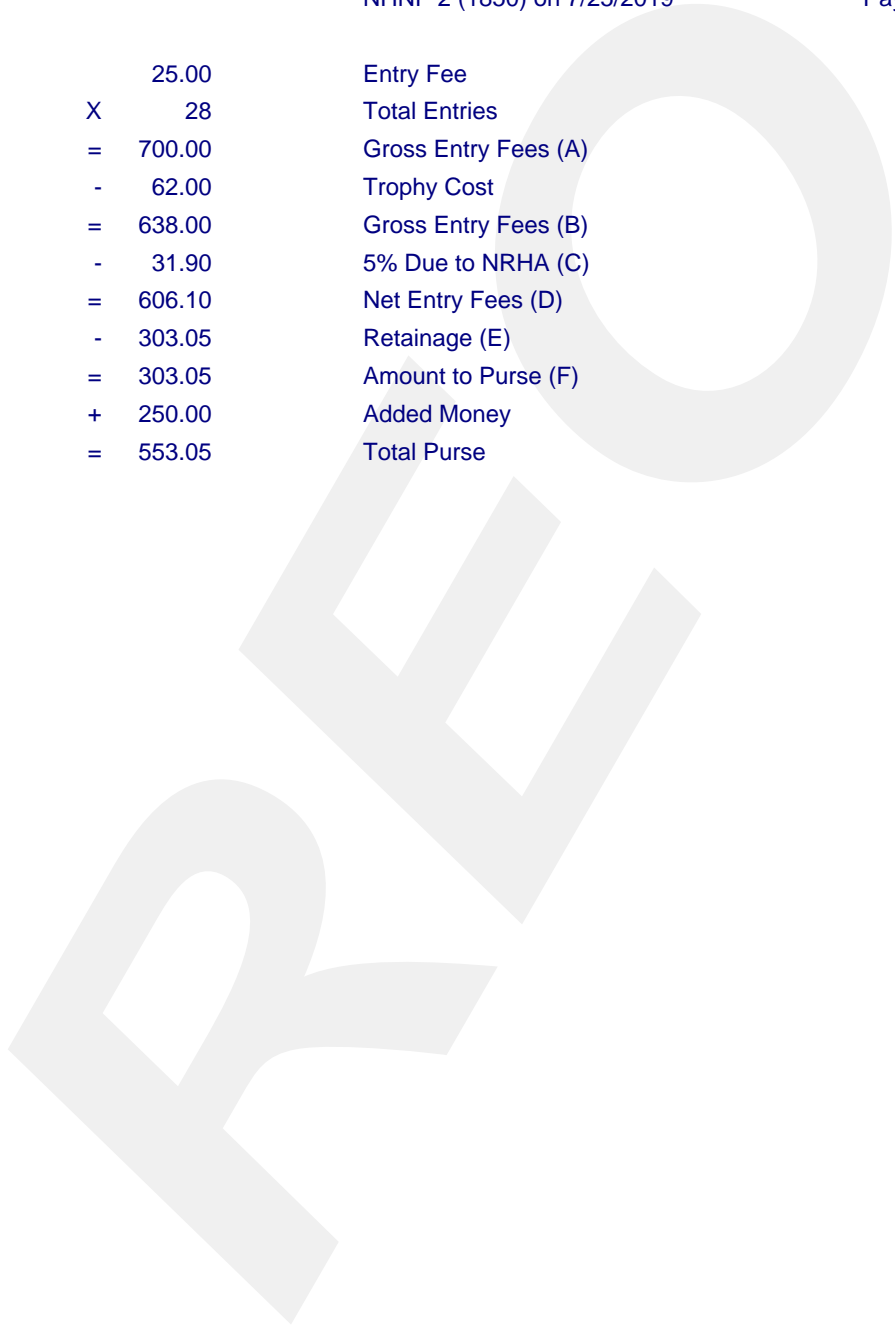 25.00 Entry Fee
X 28 Total Entries
= 700.00 Gross Entry Fees (A)
- 62.00 Trophy Cost
= 638.00 Gross Entry Fees (B)
- 31.90 5% Due to NRHA (C)
= 606.10 Net Entry Fees (D)
- 303.05 Retainage (E)
= 303.05 Amount to Purse (F)
+ 250.00 Added Money
= 553.05 Total Purse
REO